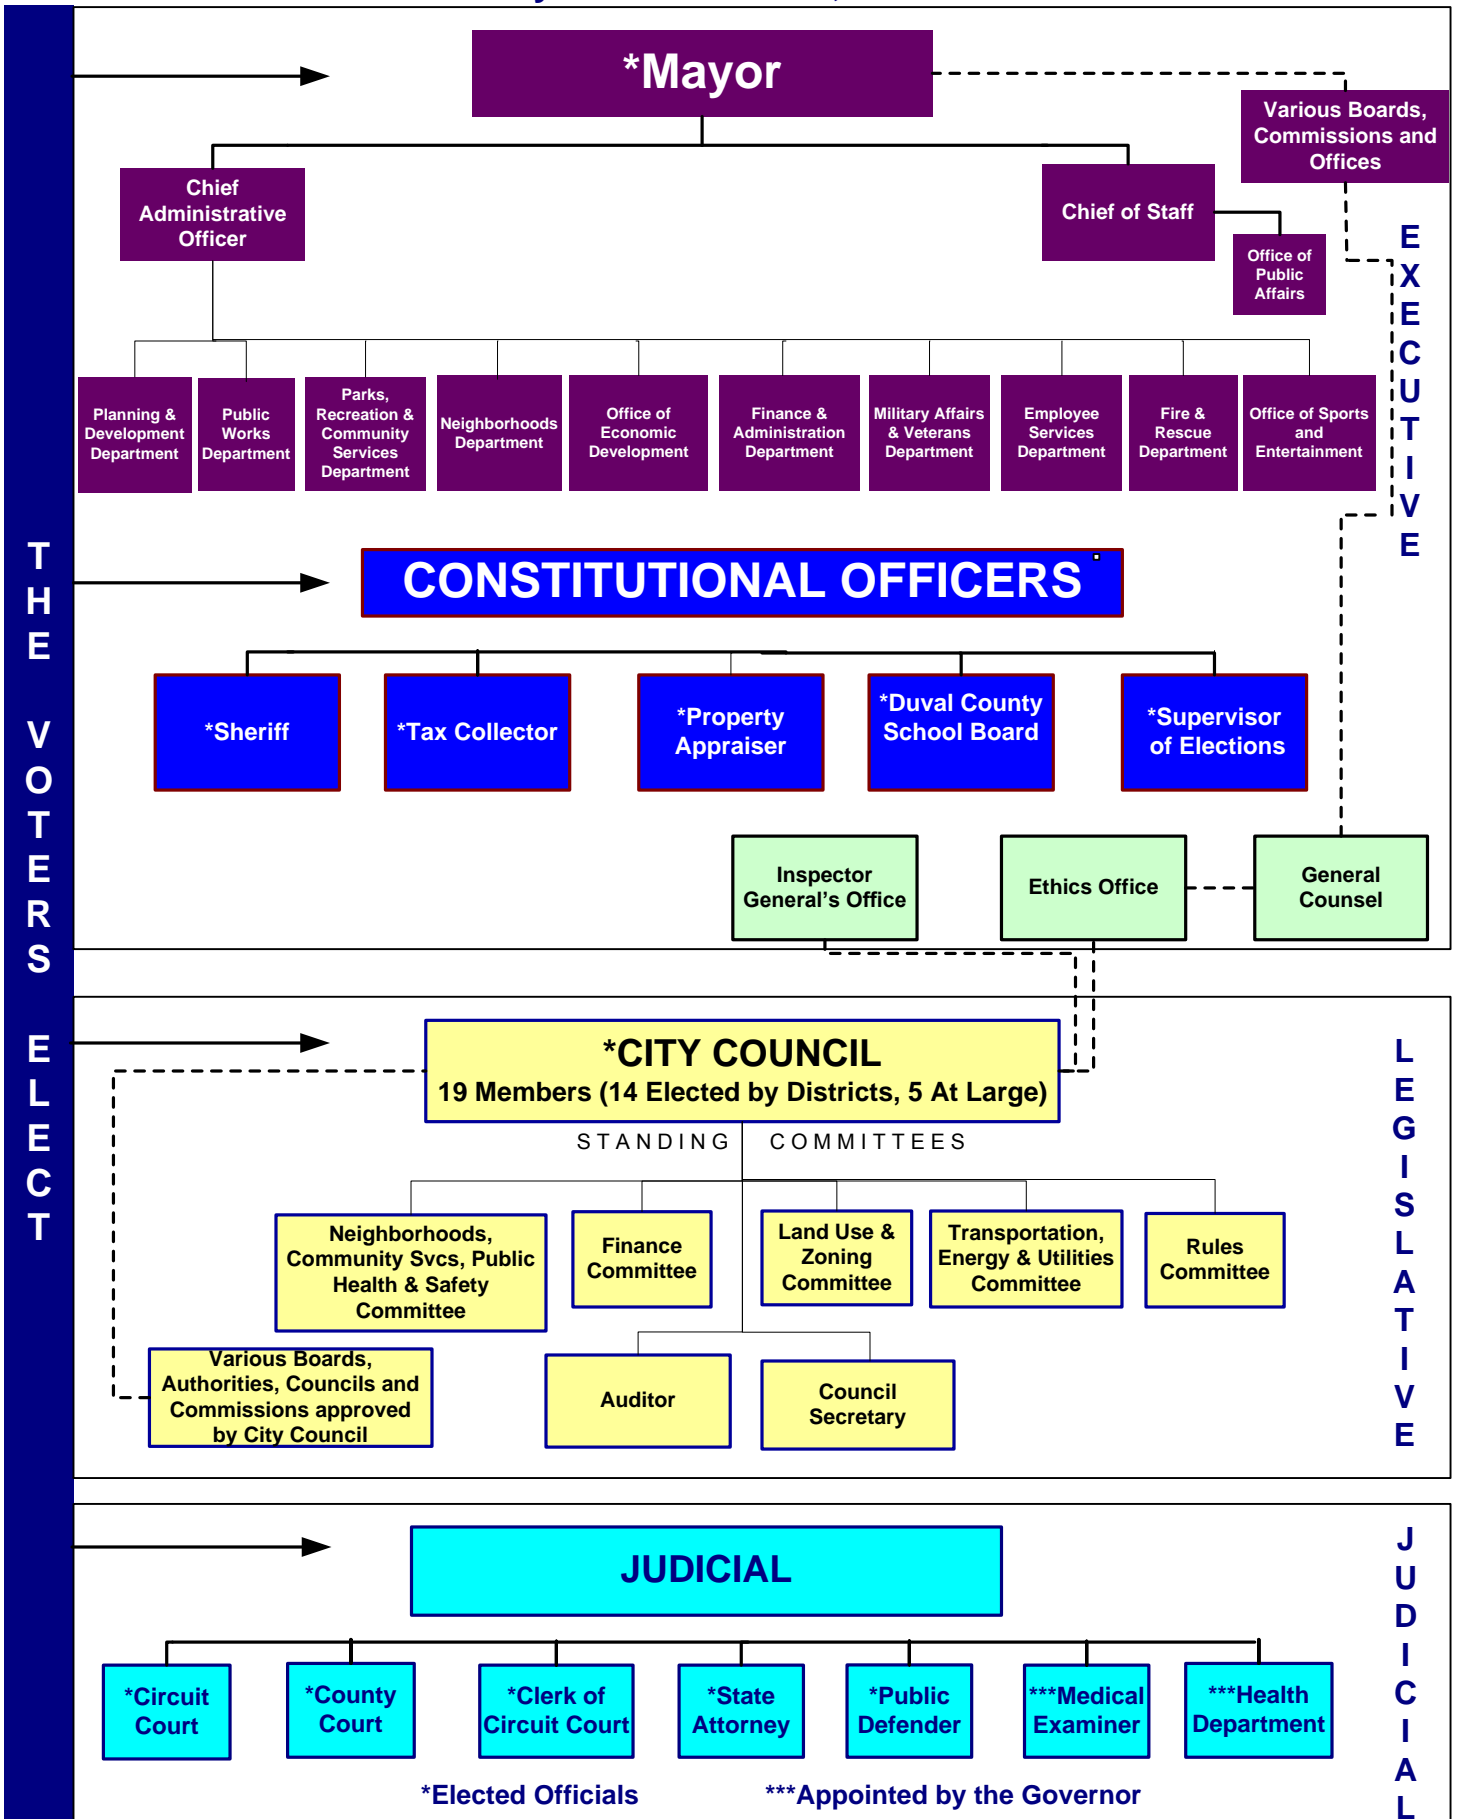 *Mayor
Various Boards,
Commissions and
Offices
Chief
Administrative
Officer
Chief of Staff
Office of
Public
Affairs
EXECUTIVE
Planning &
Development
Department
Public
Works
Department
Parks,
Recreation &
Community
Services
Department
Neighborhoods
Department
Office of
Economic
Development
Finance &
Administration
Department
Military Affairs
& Veterans
Department
Employee
Services
Department
Fire &
Rescue
Department
Office of Sports
and
Entertainment
THE VOTERS ELECT
CONSTITUTIONAL OFFICERS
*Sheriff
*Tax Collector
*Property
Appraiser
*Duval County
School Board
*Supervisor
of Elections
Inspector
General's Office
Ethics Office
General
Counsel
*CITY COUNCIL
19 Members (14 Elected by Districts, 5 At Large)
STANDING COMMITTEES
LEGISLATIVE
Neighborhoods,
Community Svcs, Public
Health & Safety
Committee
Finance
Committee
Land Use &
Zoning
Committee
Transportation,
Energy & Utilities
Committee
Rules
Committee
Various Boards,
Authorities, Councils and
Commissions approved
by City Council
Auditor
Council
Secretary
JUDICIAL
JUDICIAL
*Circuit
Court
*County
Court
*Clerk of
Circuit Court
*State
Attorney
*Public
Defender
***Medical
Examiner
***Health
Department
*Elected Officials
***Appointed by the Governor